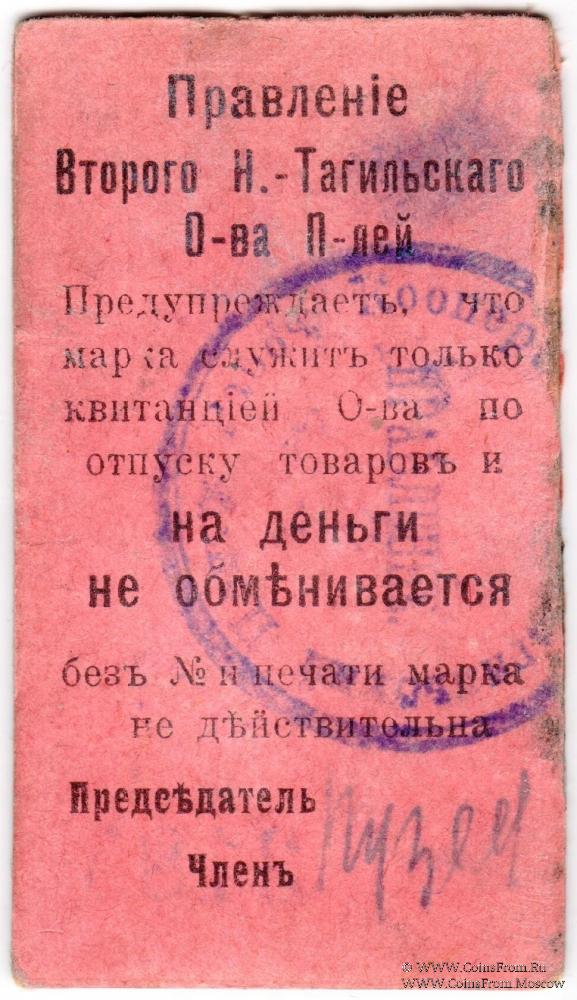 Правленіе
Второго Н.-Тагильскаго
О-ва П-лей
Предупреждаетъ, что
марка служитъ только
квитанціей О-ва по
отпуску товаровъ и
на деньги
не обмѣнивается
безъ № и печати марка
не дѣйствительна
Предсѣдатель
Членъ
© www.CoinsFrom.Ru
www.CoinsFrom.Moscow